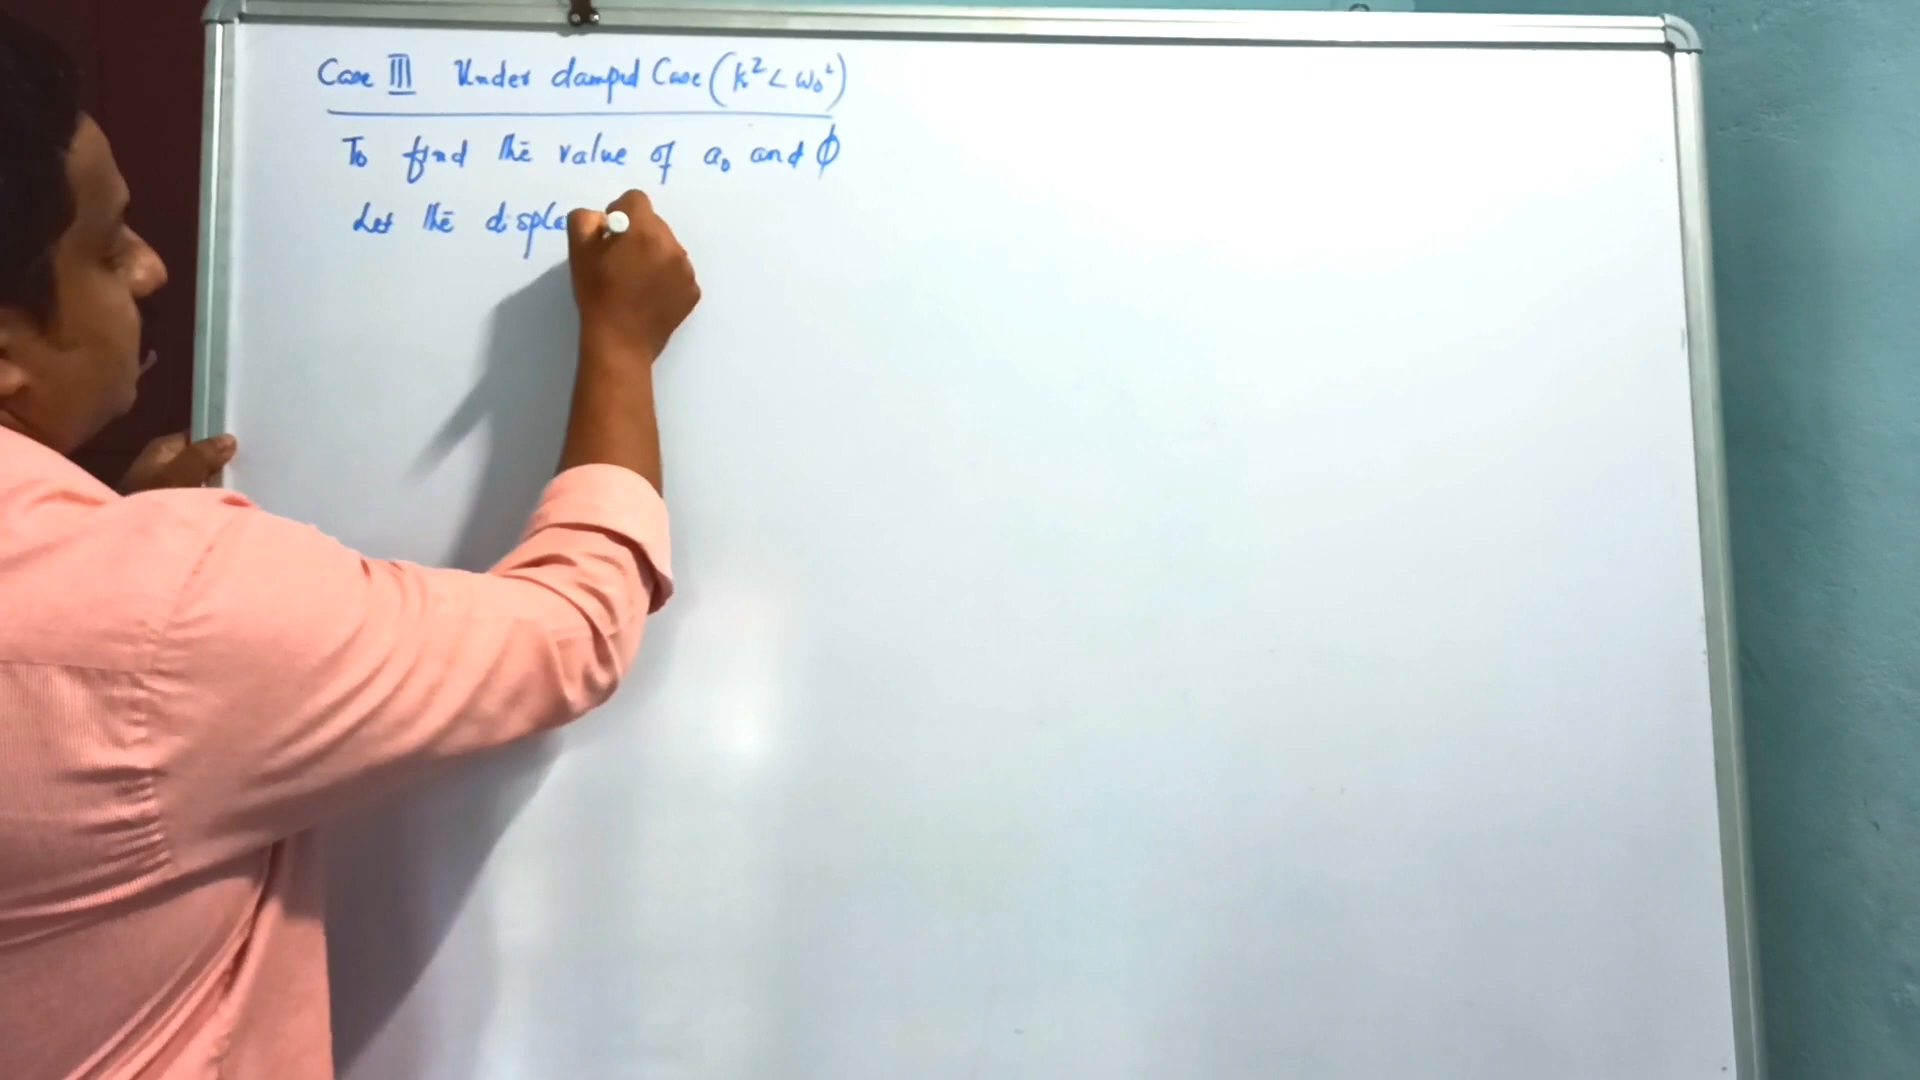 Case III Under damped Case (k² < ω₀²)
To find the value of a₀ and ϕ
Let the displa